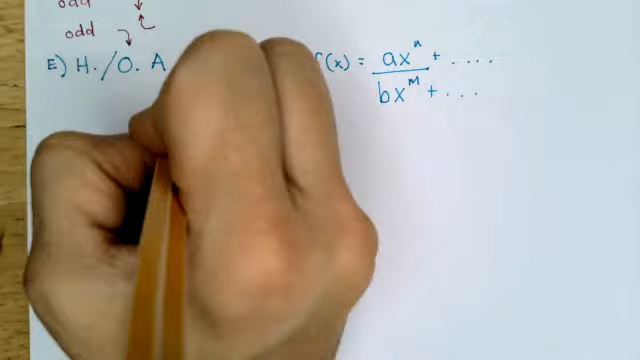 odd
odd
E) H./O. A
f(x) = ax^n + ....
bx^m + ...